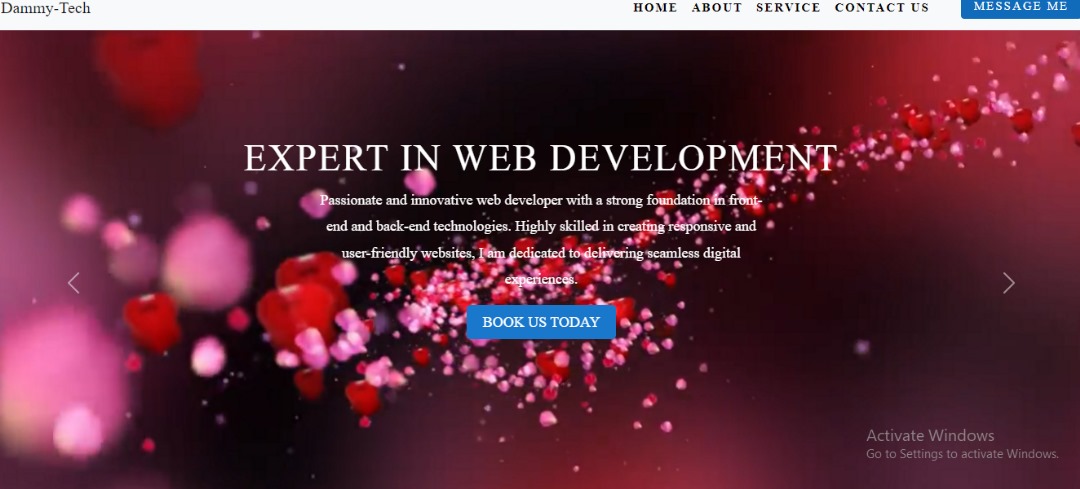 Dammy-Tech
HOME ABOUT SERVICE CONTACT US MESSAGE ME
EXPERT IN WEB DEVELOPMENT
Passionate and innovative web developer with a strong foundation in front-
end and back-end technologies. Highly skilled in creating responsive and
user-friendly websites, I am dedicated to delivering seamless digital
experiences.
BOOK US TODAY
Activate Windows
Go to Settings to activate Windows.